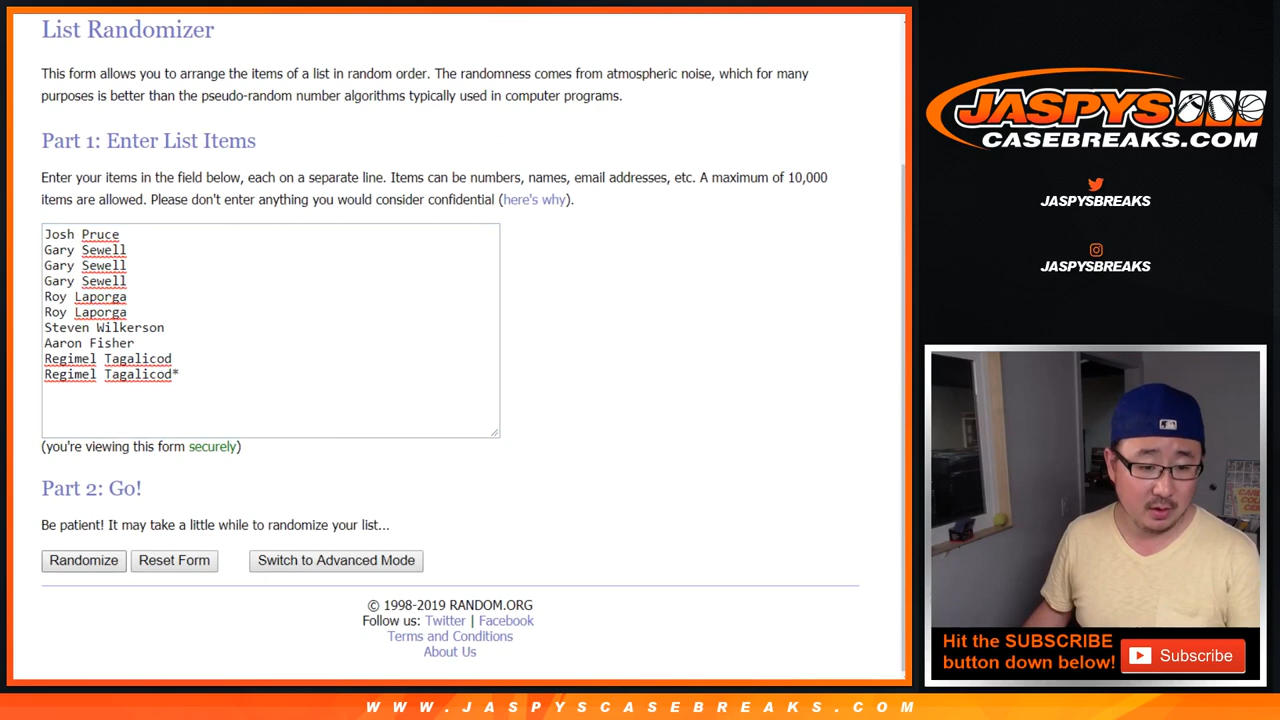 List Randomizer
This form allows you to arrange the items of a list in random order. The randomness comes from atmospheric noise, which for many
purposes is better than the pseudo-random number algorithms typically used in computer programs.
Part 1: Enter List Items
Enter your items in the field below, each on a separate line. Items can be numbers, names, email addresses, etc. A maximum of 10,000
items are allowed. Please don't enter anything you would consider confidential (here's why).
Josh Pruce
Gary Sewell
Gary Sewell
Gary Sewell
Roy Laporga
Roy Laporga
Steven Wilkerson
Aaron Fisher
Regimel Tagalicod
Regimel Tagalicod*
(you're viewing this form securely)
Part 2: Go!
Be patient! It may take a little while to randomize your list...
Randomize
Reset Form
Switch to Advanced Mode
© 1998-2019 RANDOM.ORG
Follow us: Twitter | Facebook
Terms and Conditions
About Us
JASPYS
CASEBREAKS.COM
JASPYSBREAKS
JASPYSBREAKS
Hit the SUBSCRIBE
button down below!
Subscribe
WWW.JASPYSCASEBREAKS.COM